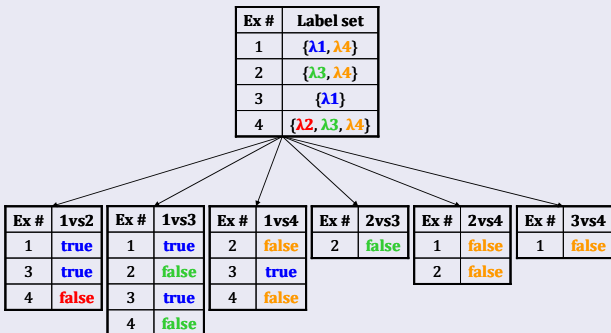 Ex # Label set
1 {λ1, λ4}
2 {λ3, λ4}
3 {λ1}
4 {λ2, λ3, λ4}
Ex # 1vs2
1 true
3 true
4 false
Ex # 1vs3
1 true
2 false
3 true
4 false
Ex # 1vs4
2 false
3 true
4 false
Ex # 2vs3
2 false
Ex # 2vs4
1 false
2 false
Ex # 3vs4
1 false